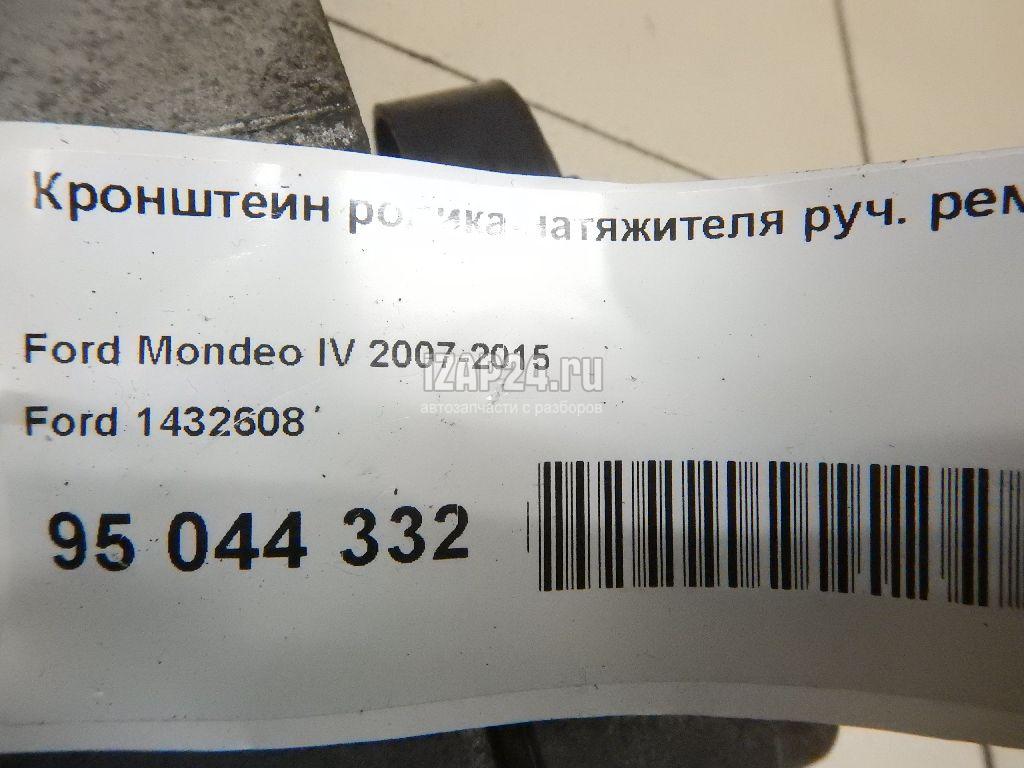 Кронштейн ролика натяжителя руч. рем
Ford Mondeo IV 2007-2015
iZAP24.ru
автозапчасти с разборов
Ford 1432608
95 044 332